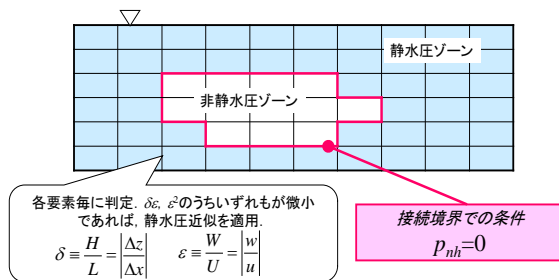 静水圧ゾーン
非静水圧ゾーン
各要素毎に判定. δε, ε²のうちいずれもが微小
であれば, 静水圧近似を適用.
δ ≡ H/L = |Δz/Δx|  ε ≡ W/U = |w/u|
接続境界での条件
p_nh=0